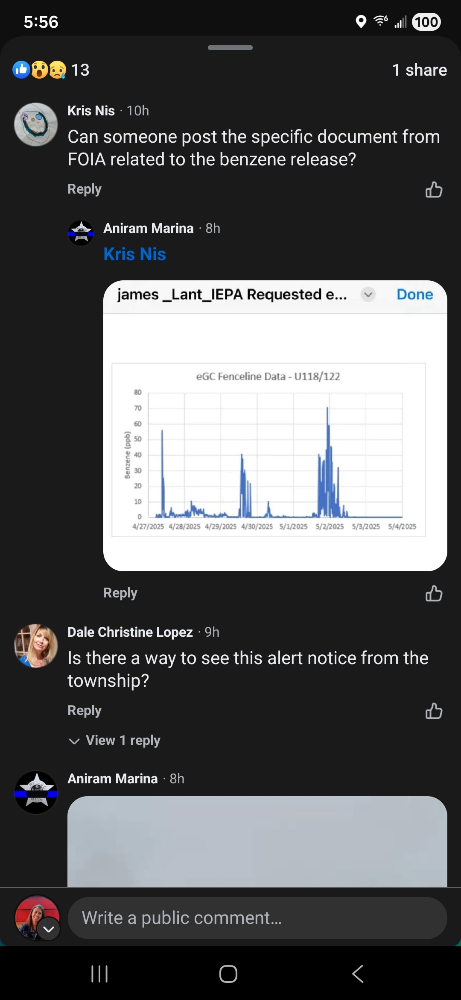 5:56
6
100
13
1 share
Kris Nis · 10h
Can someone post the specific document from
FOIA related to the benzene release?
Reply
Aniram Marina · 8h
Kris Nis
james _Lant_IEPA Requested e...
Done
eGC Fenceline Data - U118/122
Benzene (ppb)
80
70
60
50
40
30
20
10
0
4/27/2025 4/28/2025 4/29/2025 4/30/2025 5/1/2025 5/2/2025 5/3/2025 5/4/2025
Reply
Dale Christine Lopez · 9h
Is there a way to see this alert notice from the
township?
Reply
View 1 reply
Aniram Marina · 8h
Write a public comment...